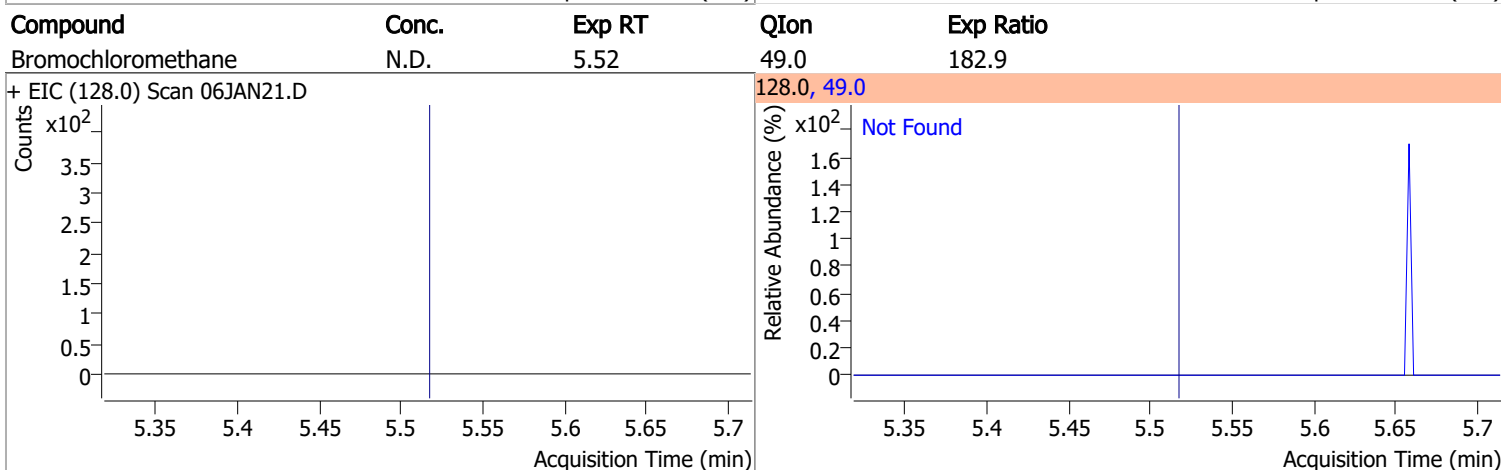 Compound Conc. Exp RT QIon Exp Ratio
Bromochloromethane N.D. 5.52 49.0 182.9
+ EIC (128.0) Scan 06JAN21.D
Counts
x10²
3.5
3
2.5
2
1.5
1
0.5
0
5.35 5.4 5.45 5.5 5.55 5.6 5.65 5.7
Acquisition Time (min)
128.0, 49.0
Relative Abundance (%)
x10²
Not Found
1.6
1.4
1.2
1
0.8
0.6
0.4
0.2
0
5.35 5.4 5.45 5.5 5.55 5.6 5.65 5.7
Acquisition Time (min)